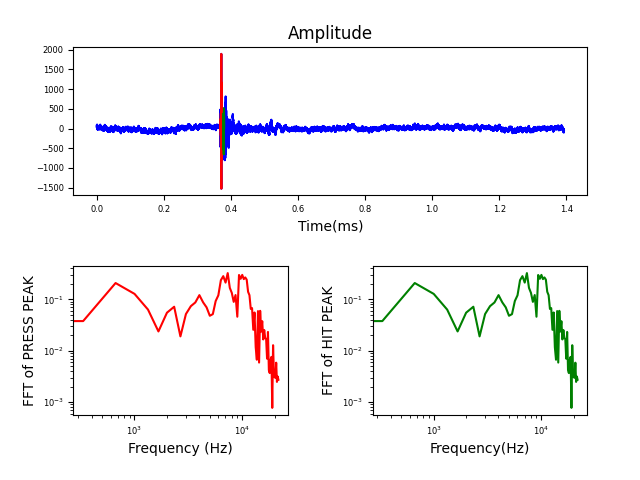 Amplitude
2000
1500
1000
500
0
−500
−1000
−1500
0.0 0.2 0.4 0.6 0.8 1.0 1.2 1.4
Time(ms)
FFT of PRESS PEAK
10⁻¹
10⁻²
10⁻³
10³ 10⁴
Frequency (Hz)
FFT of HIT PEAK
10⁻¹
10⁻²
10⁻³
10³ 10⁴
Frequency(Hz)